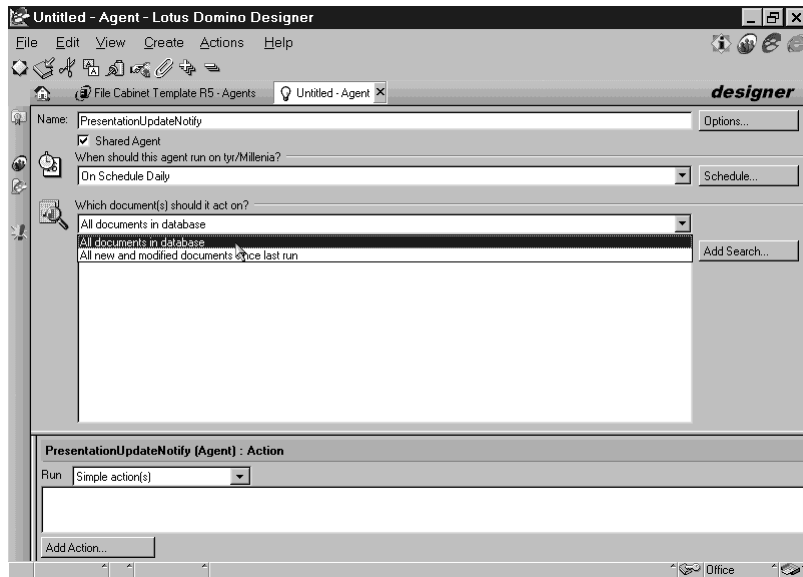 Untitled - Agent - Lotus Domino Designer
File Edit View Create Actions Help
File Cabinet Template R5 - Agents
Untitled - Agent
designer
Name: PresentationUpdateNotify
Options...
Shared Agent
When should this agent run on tyr/Millenia?
On Schedule Daily
Schedule...
Which document(s) should it act on?
All documents in database
All documents in database
All new and modified documents since last run
Add Search...
PresentationUpdateNotify (Agent) : Action
Run Simple action(s)
Add Action...
Office